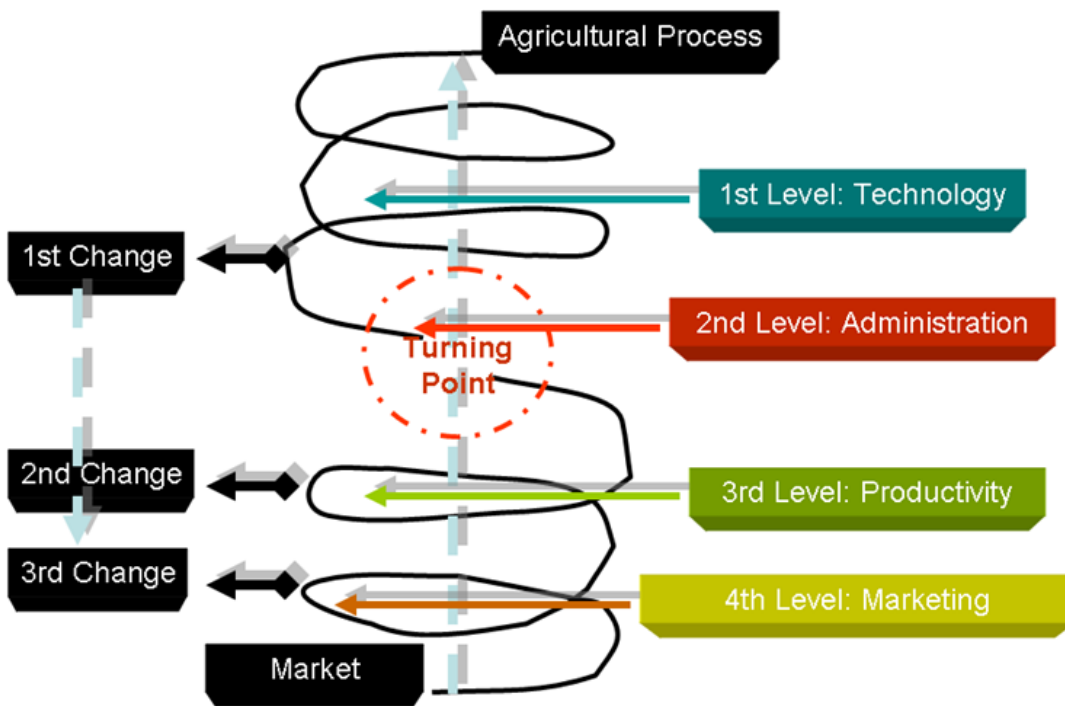 Agricultural Process
1st Level: Technology
1st Change
2nd Level: Administration
Turning
Point
2nd Change
3rd Level: Productivity
3rd Change
4th Level: Marketing
Market